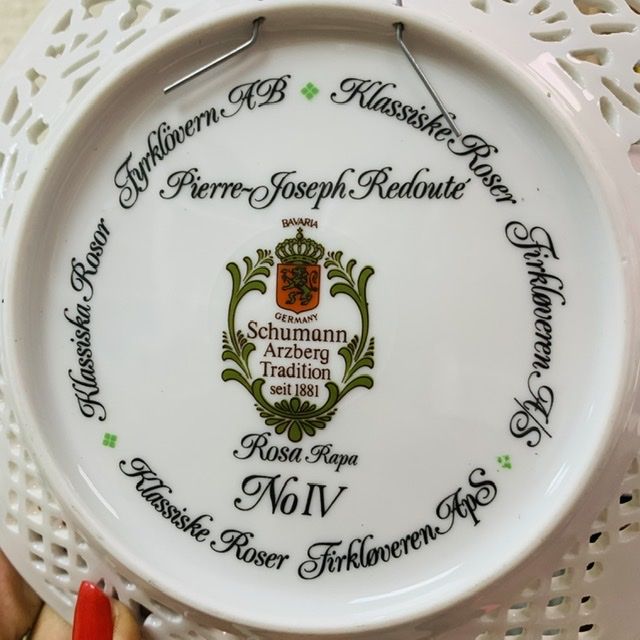 Klassiska Rosor Fyrklövern AB
Klassiske Roser Firkløveren A/S
Klassiske Roser Firkløveren ApS
Pierre-Joseph Redouté
BAVARIA
GERMANY
Schumann
Arzberg
Tradition
seit 1881
Rosa Rapa
No IV